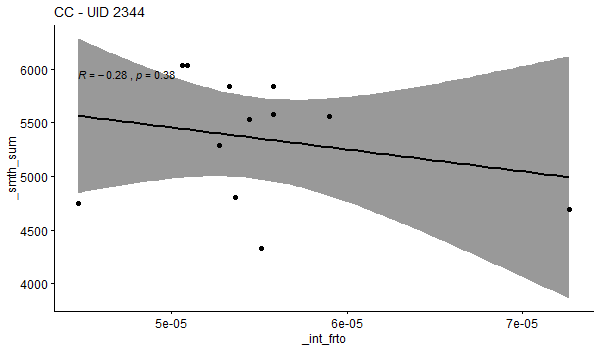 CC - UID 2344
R = − 0.28 , p = 0.38
6000
5500
5000
4500
4000
_smth_sum
5e-05 6e-05 7e-05
_int_frto